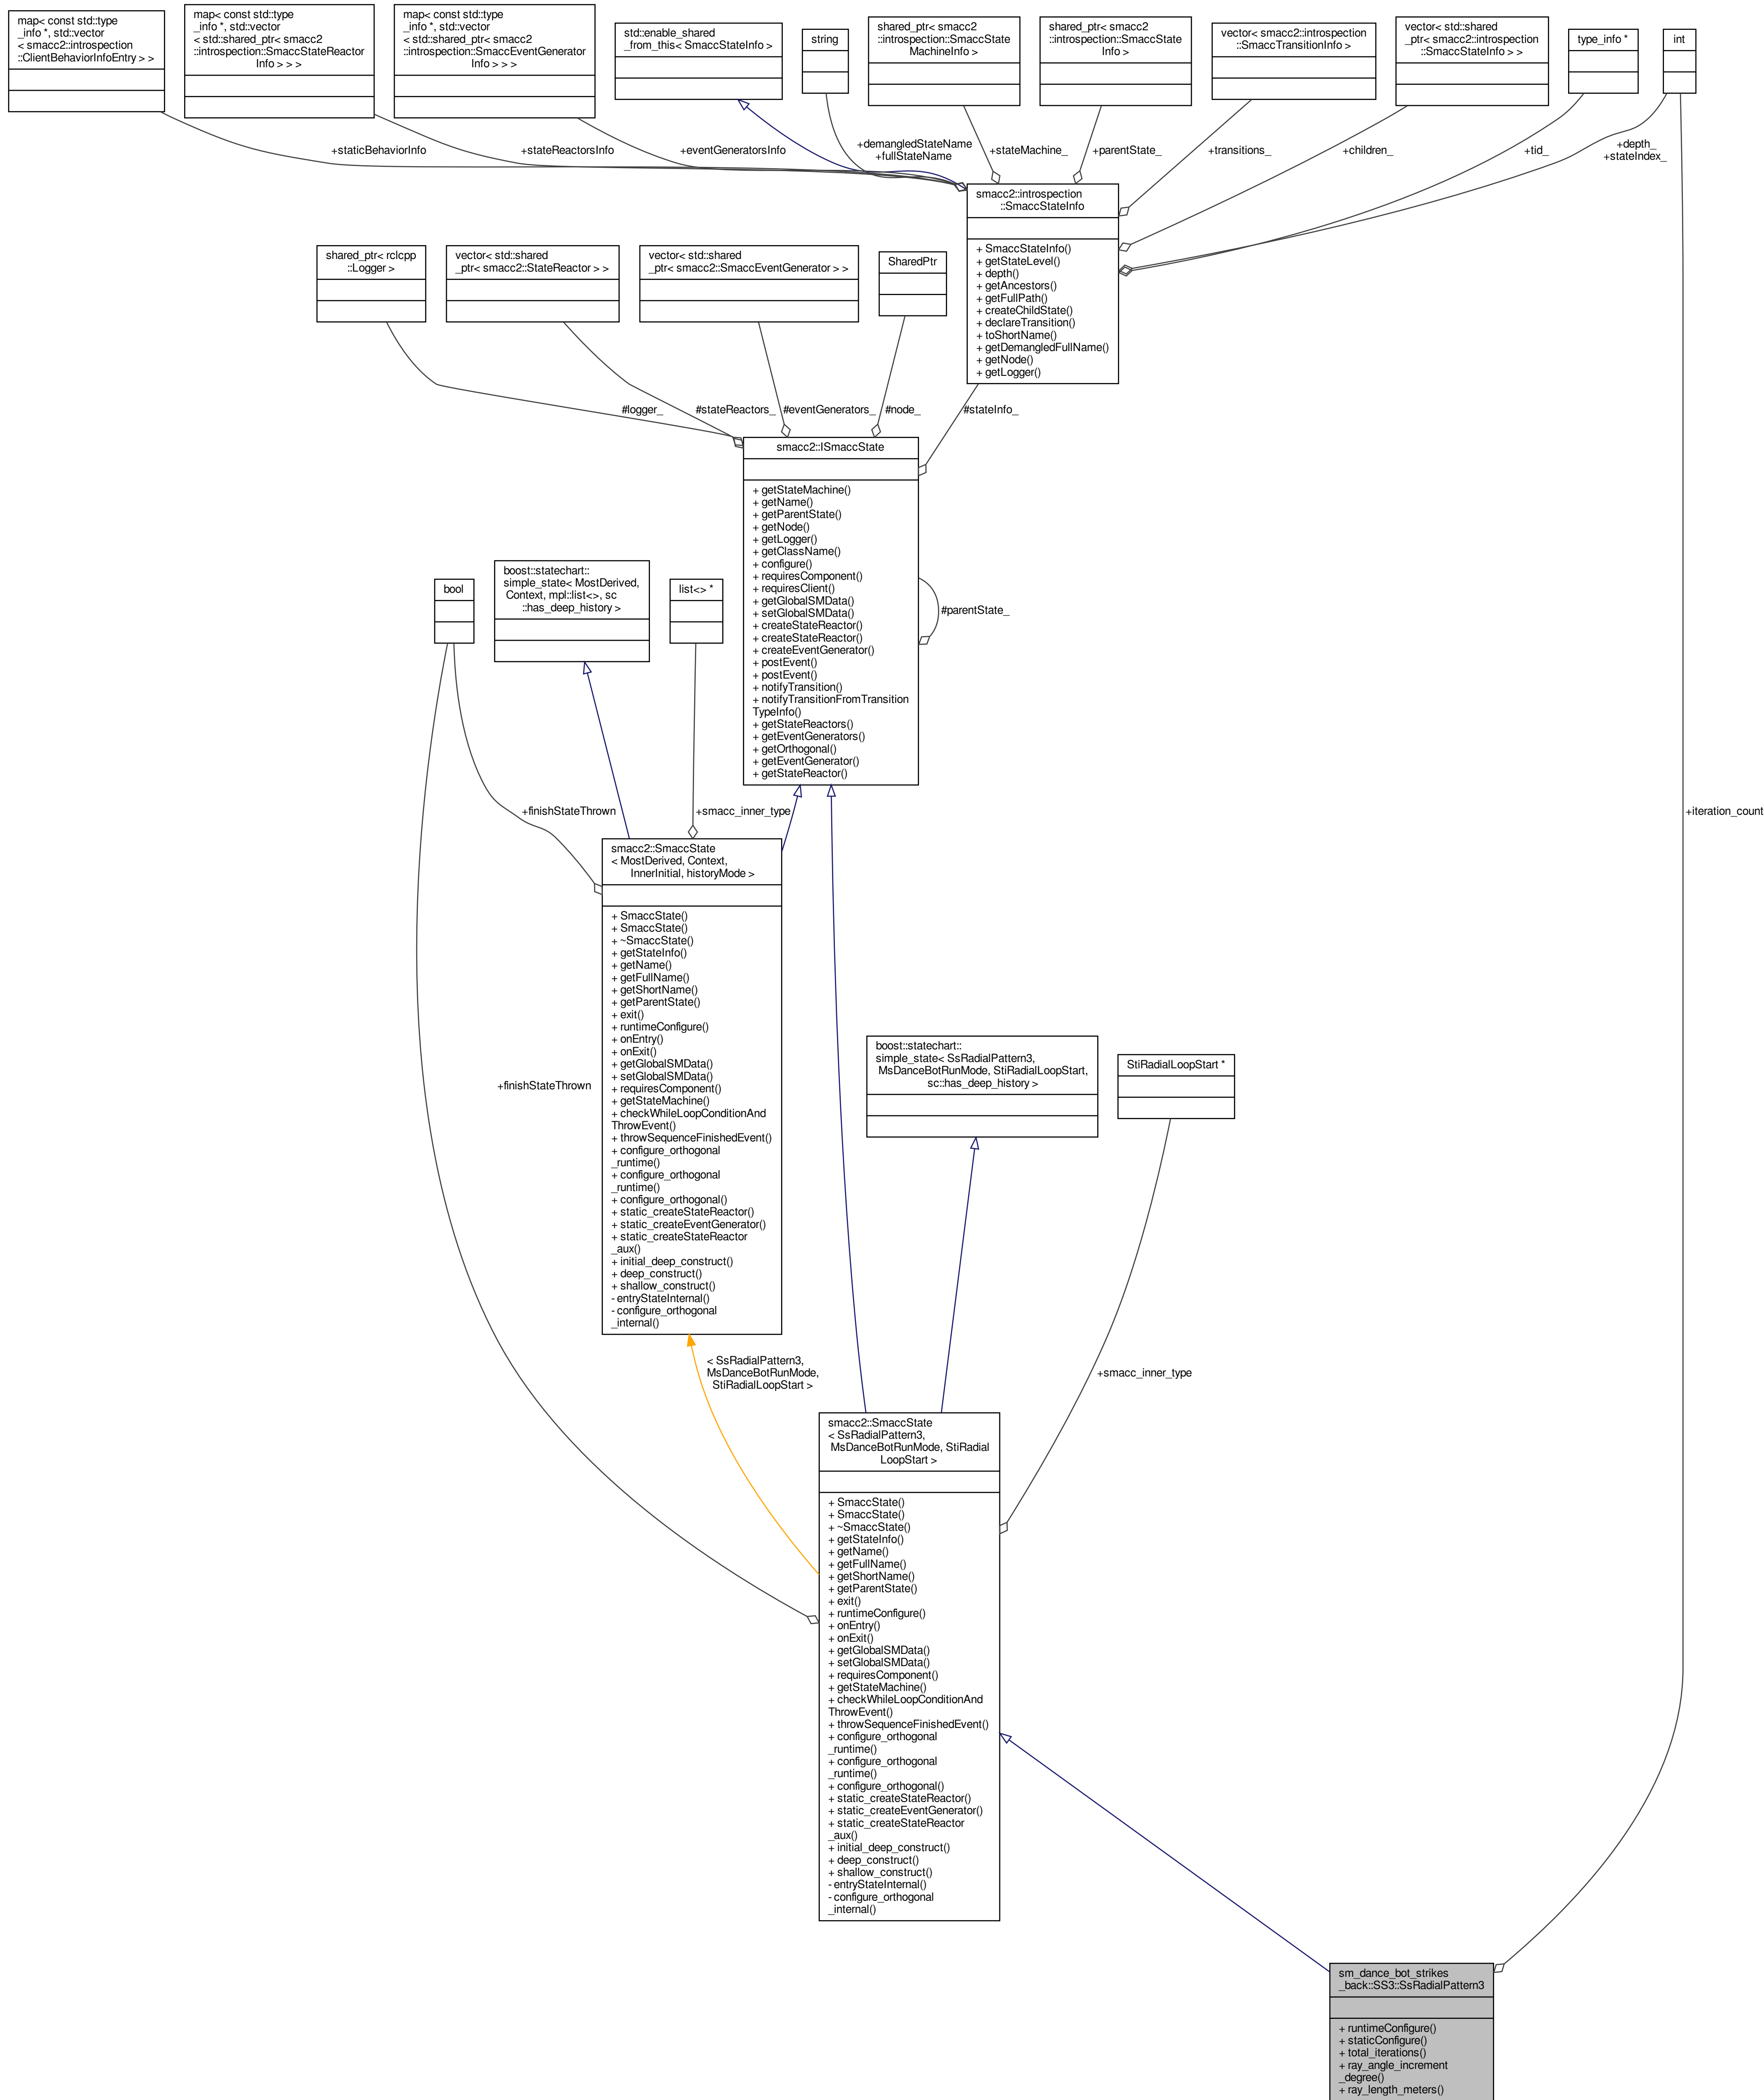 map< const std::type
_info *, std::vector
< smacc2::introspection
::ClientBehaviorInfoEntry > >
map< const std::type
_info *, std::vector
< std::shared_ptr< smacc2
::introspection::SmaccStateReactor
Info > > >
map< const std::type
_info *, std::vector
< std::shared_ptr< smacc2
::introspection::SmaccEventGenerator
Info > > >
std::enable_shared
_from_this< SmaccStateInfo >
string
shared_ptr< smacc2
::introspection::SmaccState
MachineInfo >
shared_ptr< smacc2
::introspection::SmaccState
Info >
vector< smacc2::introspection
::SmaccTransitionInfo >
vector< std::shared
_ptr< smacc2::introspection
::SmaccStateInfo > >
type_info *
int
+staticBehaviorInfo
+stateReactorsInfo
+eventGeneratorsInfo
+demangledStateName
+fullStateName
+stateMachine_
+parentState_
+transitions_
+children_
+tid_
+depth_
+stateIndex_
smacc2::introspection
::SmaccStateInfo
+ SmaccStateInfo()
+ getStateLevel()
+ depth()
+ getAncestors()
+ getFullPath()
+ createChildState()
+ declareTransition()
+ toShortName()
+ getDemangledFullName()
+ getNode()
+ getLogger()
shared_ptr< rclcpp
::Logger >
vector< std::shared
_ptr< smacc2::StateReactor > >
vector< std::shared
_ptr< smacc2::SmaccEventGenerator > >
SharedPtr
#logger_
#stateReactors_
#eventGenerators_
#node_
#stateInfo_
smacc2::ISmaccState
+ getStateMachine()
+ getName()
+ getParentState()
+ getNode()
+ getLogger()
+ getClassName()
+ configure()
+ requiresComponent()
+ requiresClient()
+ getGlobalSMData()
+ setGlobalSMData()
+ createStateReactor()
+ createStateReactor()
+ createEventGenerator()
+ postEvent()
+ postEvent()
+ notifyTransition()
+ notifyTransitionFromTransition
TypeInfo()
+ getStateReactors()
+ getEventGenerators()
+ getOrthogonal()
+ getEventGenerator()
+ getStateReactor()
#parentState_
bool
boost::statechart::
simple_state< MostDerived,
Context, mpl::list<>, sc
::has_deep_history >
list<> *
+finishStateThrown
+smacc_inner_type
+iteration_count
smacc2::SmaccState
< MostDerived, Context,
InnerInitial, historyMode >
+ SmaccState()
+ SmaccState()
+ ~SmaccState()
+ getStateInfo()
+ getName()
+ getFullName()
+ getShortName()
+ getParentState()
+ exit()
+ runtimeConfigure()
+ onEntry()
+ onExit()
+ getGlobalSMData()
+ setGlobalSMData()
+ requiresComponent()
+ getStateMachine()
+ checkWhileLoopConditionAnd
ThrowEvent()
+ throwSequenceFinishedEvent()
+ configure_orthogonal
_runtime()
+ configure_orthogonal
_runtime()
+ configure_orthogonal()
+ static_createStateReactor()
+ static_createEventGenerator()
+ static_createStateReactor
_aux()
+ initial_deep_construct()
+ deep_construct()
+ shallow_construct()
- entryStateInternal()
- configure_orthogonal
_internal()
+finishStateThrown
boost::statechart::
simple_state< SsRadialPattern3,
MsDanceBotRunMode, StiRadialLoopStart,
sc::has_deep_history >
StiRadialLoopStart *
< SsRadialPattern3,
MsDanceBotRunMode,
StiRadialLoopStart >
+smacc_inner_type
smacc2::SmaccState
< SsRadialPattern3,
MsDanceBotRunMode, StiRadial
LoopStart >
+ SmaccState()
+ SmaccState()
+ ~SmaccState()
+ getStateInfo()
+ getName()
+ getFullName()
+ getShortName()
+ getParentState()
+ exit()
+ runtimeConfigure()
+ onEntry()
+ onExit()
+ getGlobalSMData()
+ setGlobalSMData()
+ requiresComponent()
+ getStateMachine()
+ checkWhileLoopConditionAnd
ThrowEvent()
+ throwSequenceFinishedEvent()
+ configure_orthogonal
_runtime()
+ configure_orthogonal
_runtime()
+ configure_orthogonal()
+ static_createStateReactor()
+ static_createEventGenerator()
+ static_createStateReactor
_aux()
+ initial_deep_construct()
+ deep_construct()
+ shallow_construct()
- entryStateInternal()
- configure_orthogonal
_internal()
sm_dance_bot_strikes
_back::SS3::SsRadialPattern3
+ runtimeConfigure()
+ staticConfigure()
+ total_iterations()
+ ray_angle_increment
_degree()
+ ray_length_meters()